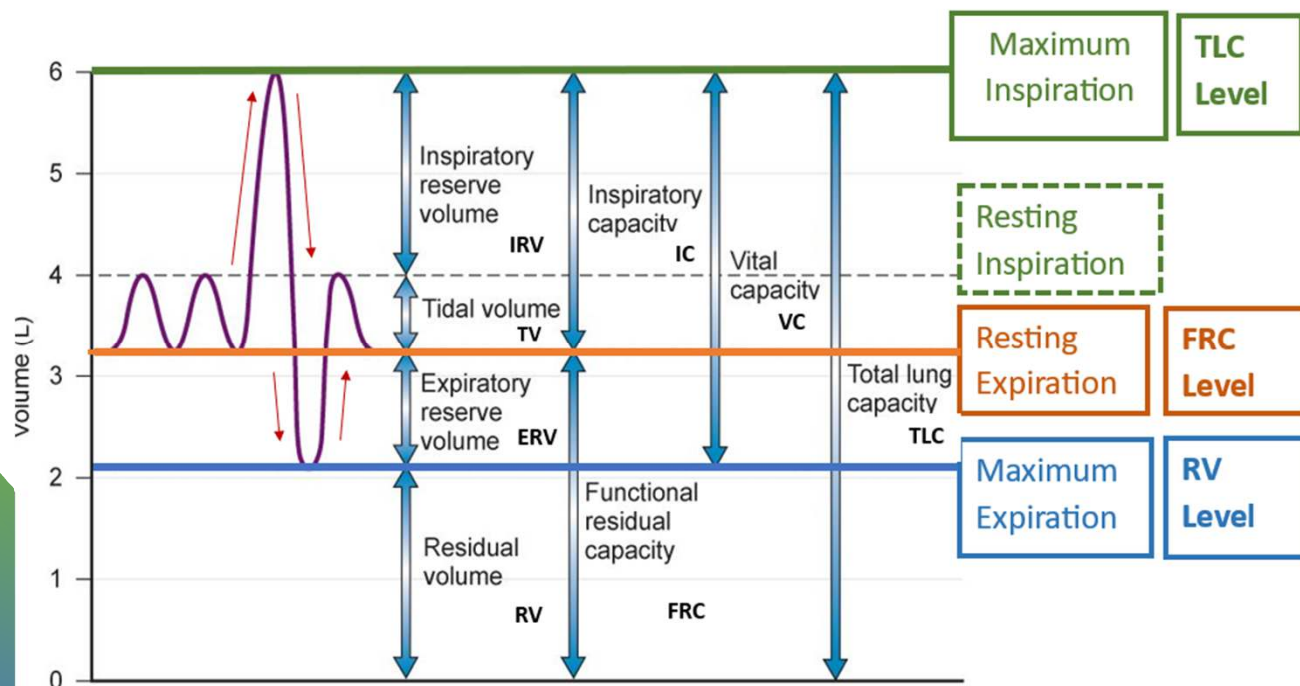 Maximum
Inspiration
TLC
Level
6
5
4
3
2
1
0
volume (L)
Inspiratory
reserve
volume
IRV
Inspiratory
capacity
IC
Vital
capacity
VC
Tidal volume
TV
Expiratory
reserve
volume
ERV
Total lung
capacity
TLC
Functional
residual
capacity
FRC
Residual
volume
RV
Resting
Inspiration
Resting
Expiration
FRC
Level
Maximum
Expiration
RV
Level